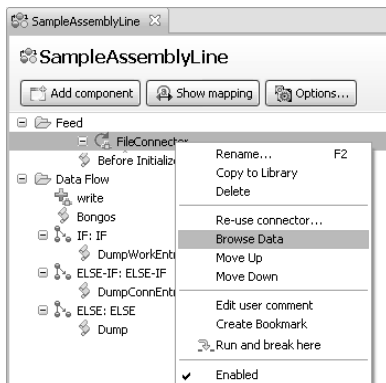 SampleAssemblyLine
SampleAssemblyLine
Add component Show mapping Options...
Feed
FileConnector
Before Initialize
Data Flow
write
Bongos
IF: IF
DumpWorkEntr
ELSE-IF: ELSE-IF
DumpConnEntr
ELSE: ELSE
Dump
Rename... F2
Copy to Library
Delete
Re-use connector...
Browse Data
Move Up
Move Down
Edit user comment
Create Bookmark
Run and break here
Enabled